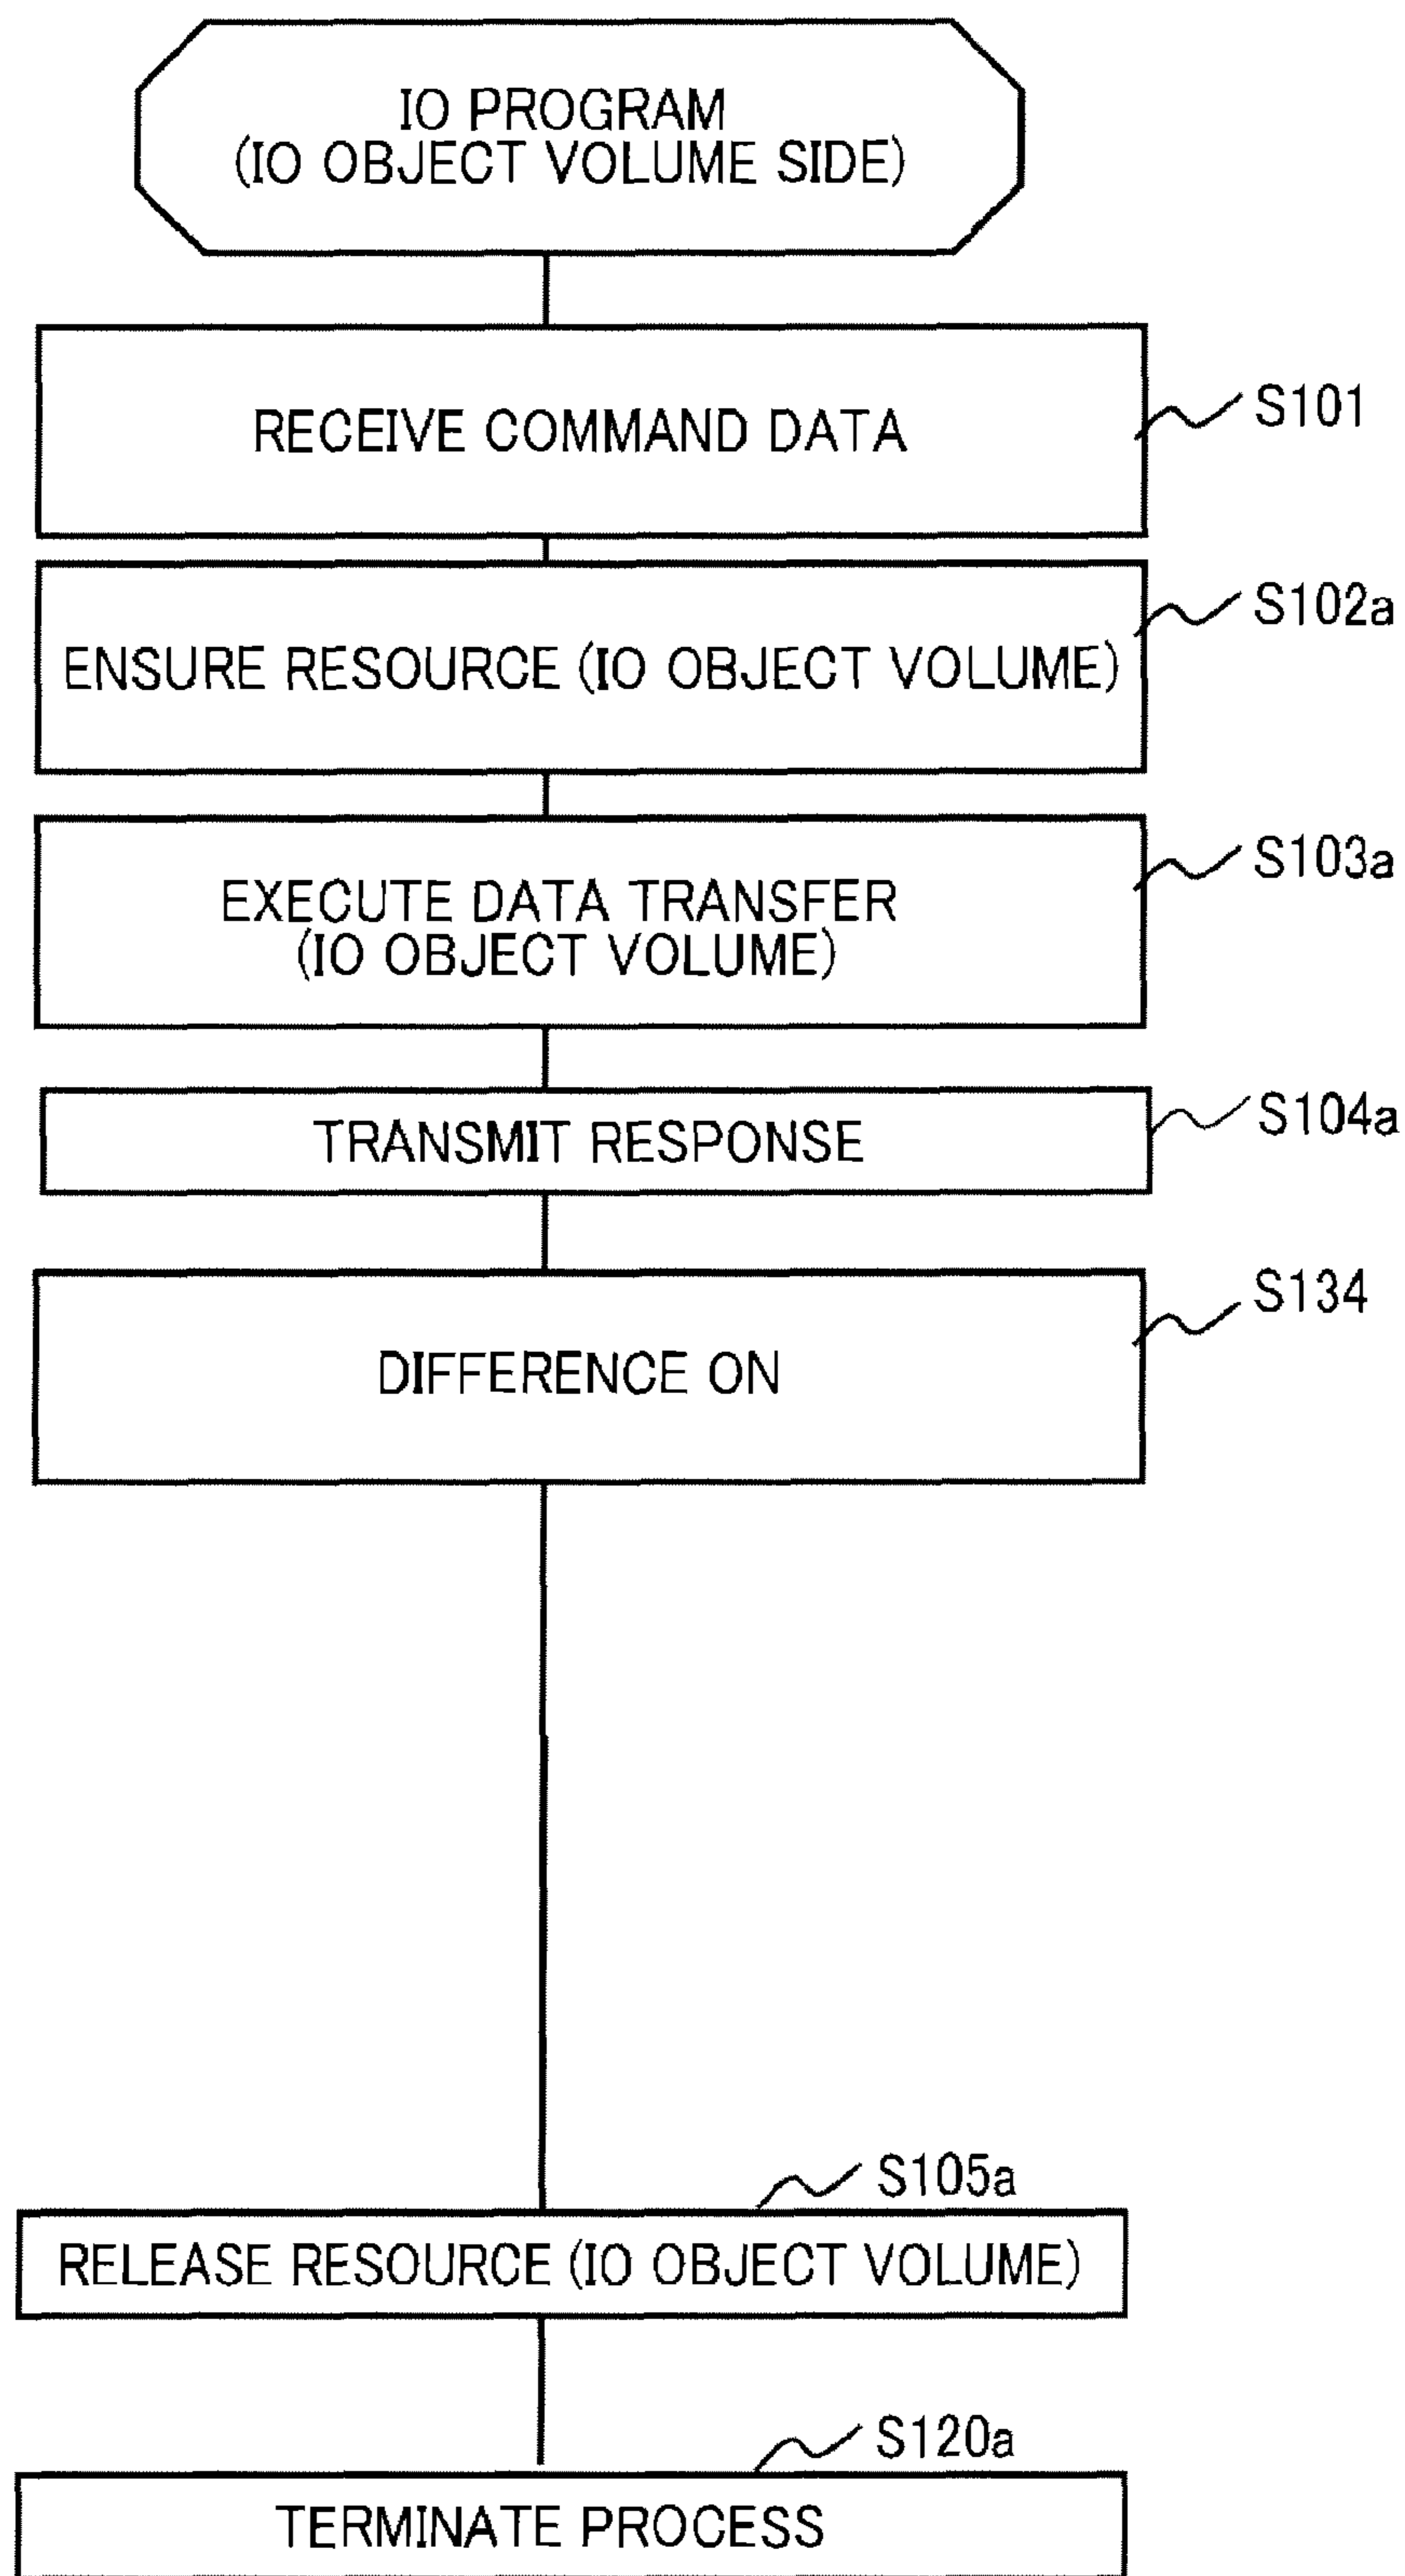 IO PROGRAM
(IO OBJECT VOLUME SIDE)
RECEIVE COMMAND DATA
S101
ENSURE RESOURCE (IO OBJECT VOLUME)
S102a
EXECUTE DATA TRANSFER
(IO OBJECT VOLUME)
S103a
TRANSMIT RESPONSE
S104a
DIFFERENCE ON
S134
S105a
RELEASE RESOURCE (IO OBJECT VOLUME)
S120a
TERMINATE PROCESS